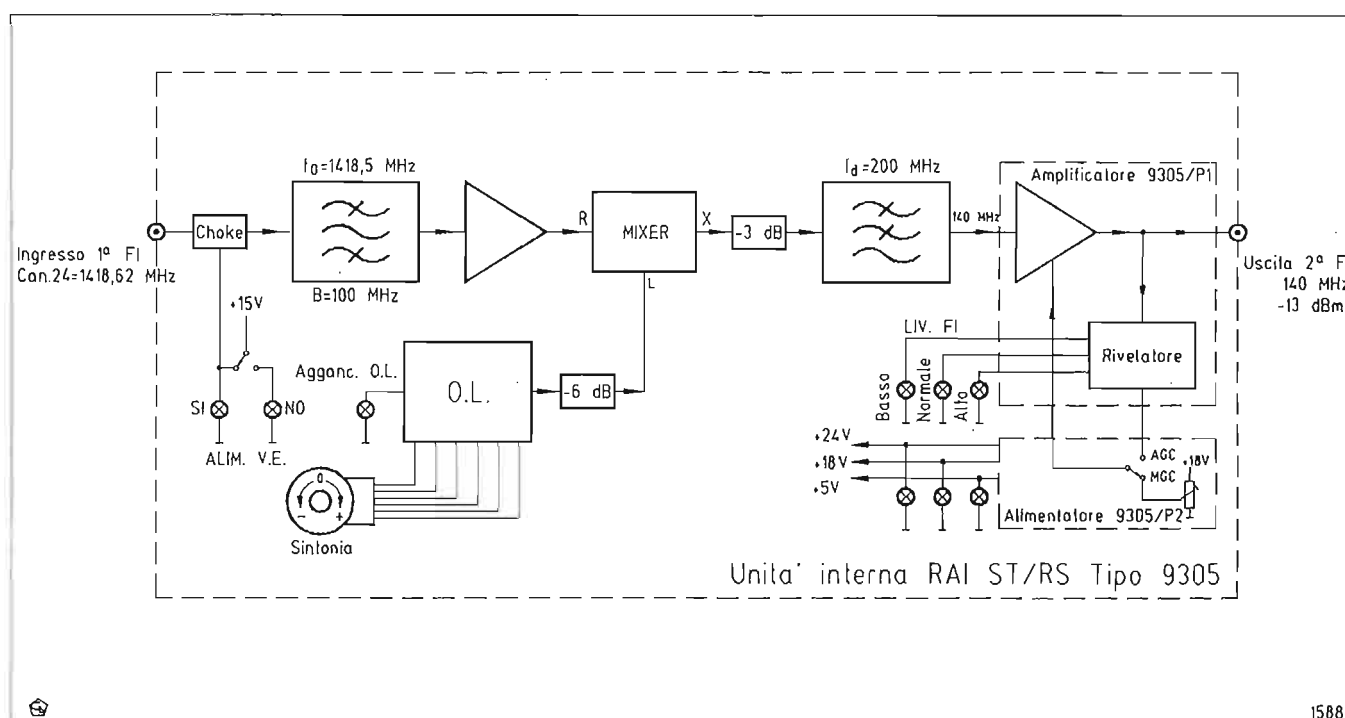 f0=1418,5 MHz
B=100 MHz
Ingresso 1ª FI
Can.24=1418,62 MHz
Choke
R
MIXER
X
L
-3 dB
fd=200 MHz
140 MHz
Amplificatore 9305/P1
Uscita 2ª F
140 MHz
-13 dBm
+15V
SI
NO
ALIM. V.E.
Agganc. O.L.
O.L.
-6 dB
LIV. FI
Basso
Normale
Alto
Rivelatore
- 0 +
Sintonia
+24V
+18V
+5V
AGC
MGC
+18V
Alimentatore 9305/P2
Unita' interna RAI ST/RS Tipo 9305
1588